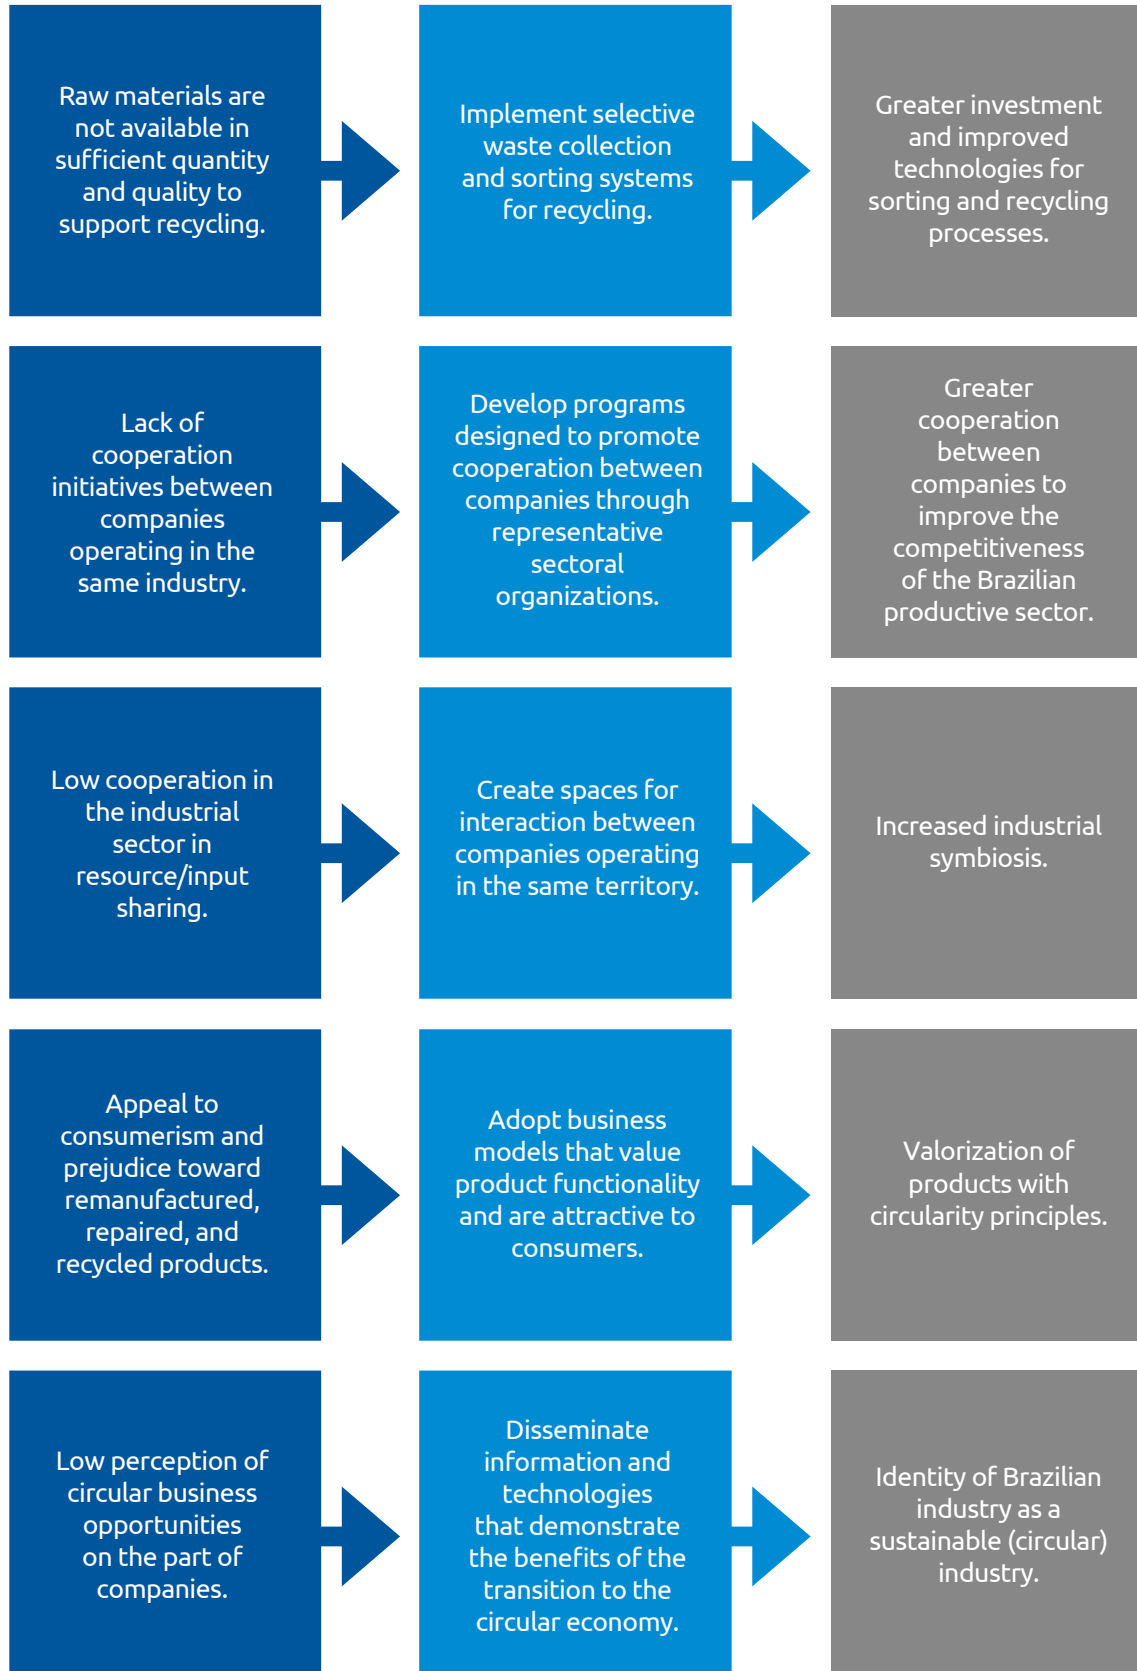 Raw materials are
not available in
sufficient quantity
and quality to
support recycling.
Implement selective
waste collection
and sorting systems
for recycling.
Greater investment
and improved
technologies for
sorting and recycling
processes.
Lack of
cooperation
initiatives between
companies
operating in the
same industry.
Develop programs
designed to promote
cooperation between
companies through
representative
sectoral
organizations.
Greater
cooperation
between
companies to
improve the
competitiveness
of the Brazilian
productive sector.
Low cooperation in
the industrial
sector in
resource/input
sharing.
Create spaces for
interaction between
companies operating
in the same territory.
Increased industrial
symbiosis.
Appeal to
consumerism and
prejudice toward
remanufactured,
repaired, and
recycled products.
Adopt business
models that value
product functionality
and are attractive to
consumers.
Valorization of
products with
circularity principles.
Low perception of
circular business
opportunities
on the part of
companies.
Disseminate
information and
technologies
that demonstrate
the benefits of the
transition to the
circular economy.
Identity of Brazilian
industry as a
sustainable (circular)
industry.